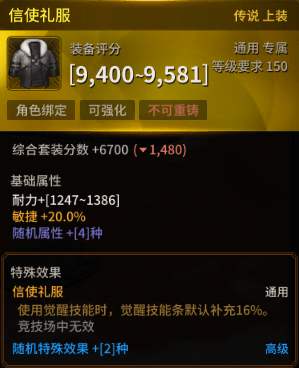 信使礼服 传说 上装
装备评分 通用 专属
[9,400~9,581] 等级要求 150
角色绑定 可强化 不可重铸
综合套装分数 +6700 (▼1,480)
基础属性
耐力+[1247~1386]
敏捷 +20.0%
随机属性 +[4]种
特殊效果
信使礼服 通用
使用觉醒技能时，觉醒技能条默认补充16%。
竞技场中无效
随机特殊效果 +[2]种 高级